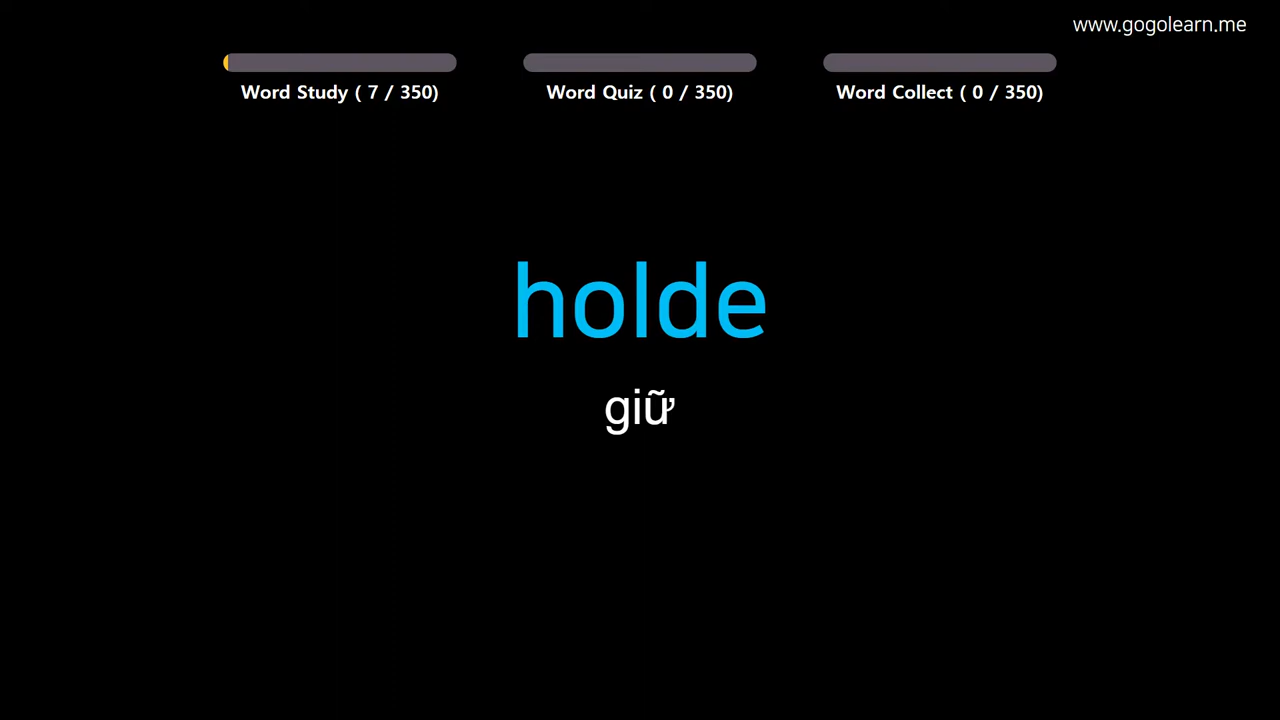 www.gogolearn.me
Word Study ( 7 / 350)
Word Quiz ( 0 / 350)
Word Collect ( 0 / 350)
holde
giữ